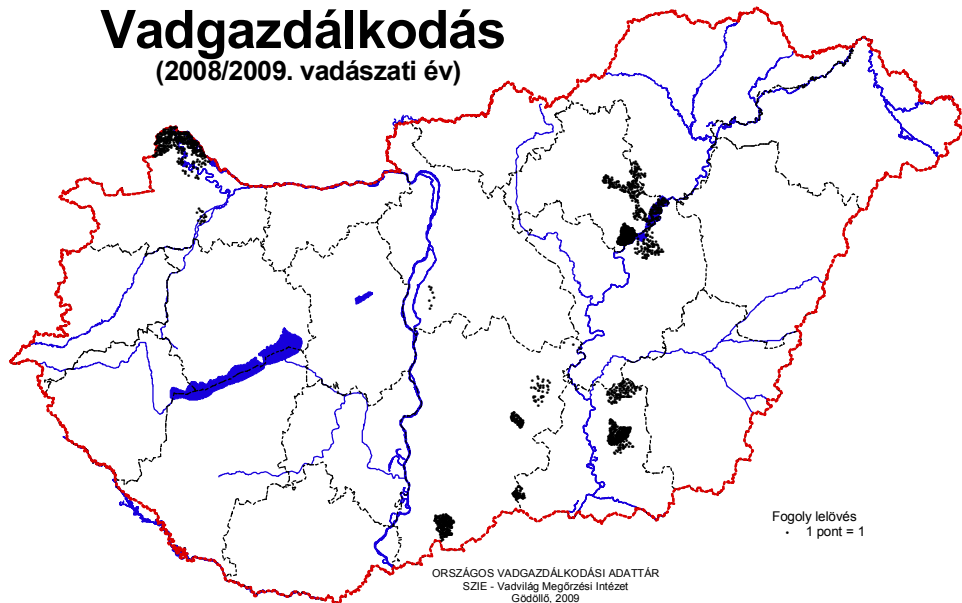 Vadgazdálkodás
(2008/2009. vadászati év)
Fogoly lelövés
· 1 pont = 1
ORSZÁGOS VADGAZDÁLKODÁSI ADATTÁR
SZIE - Vadvilág Megőrzési Intézet
Gödöllő, 2009